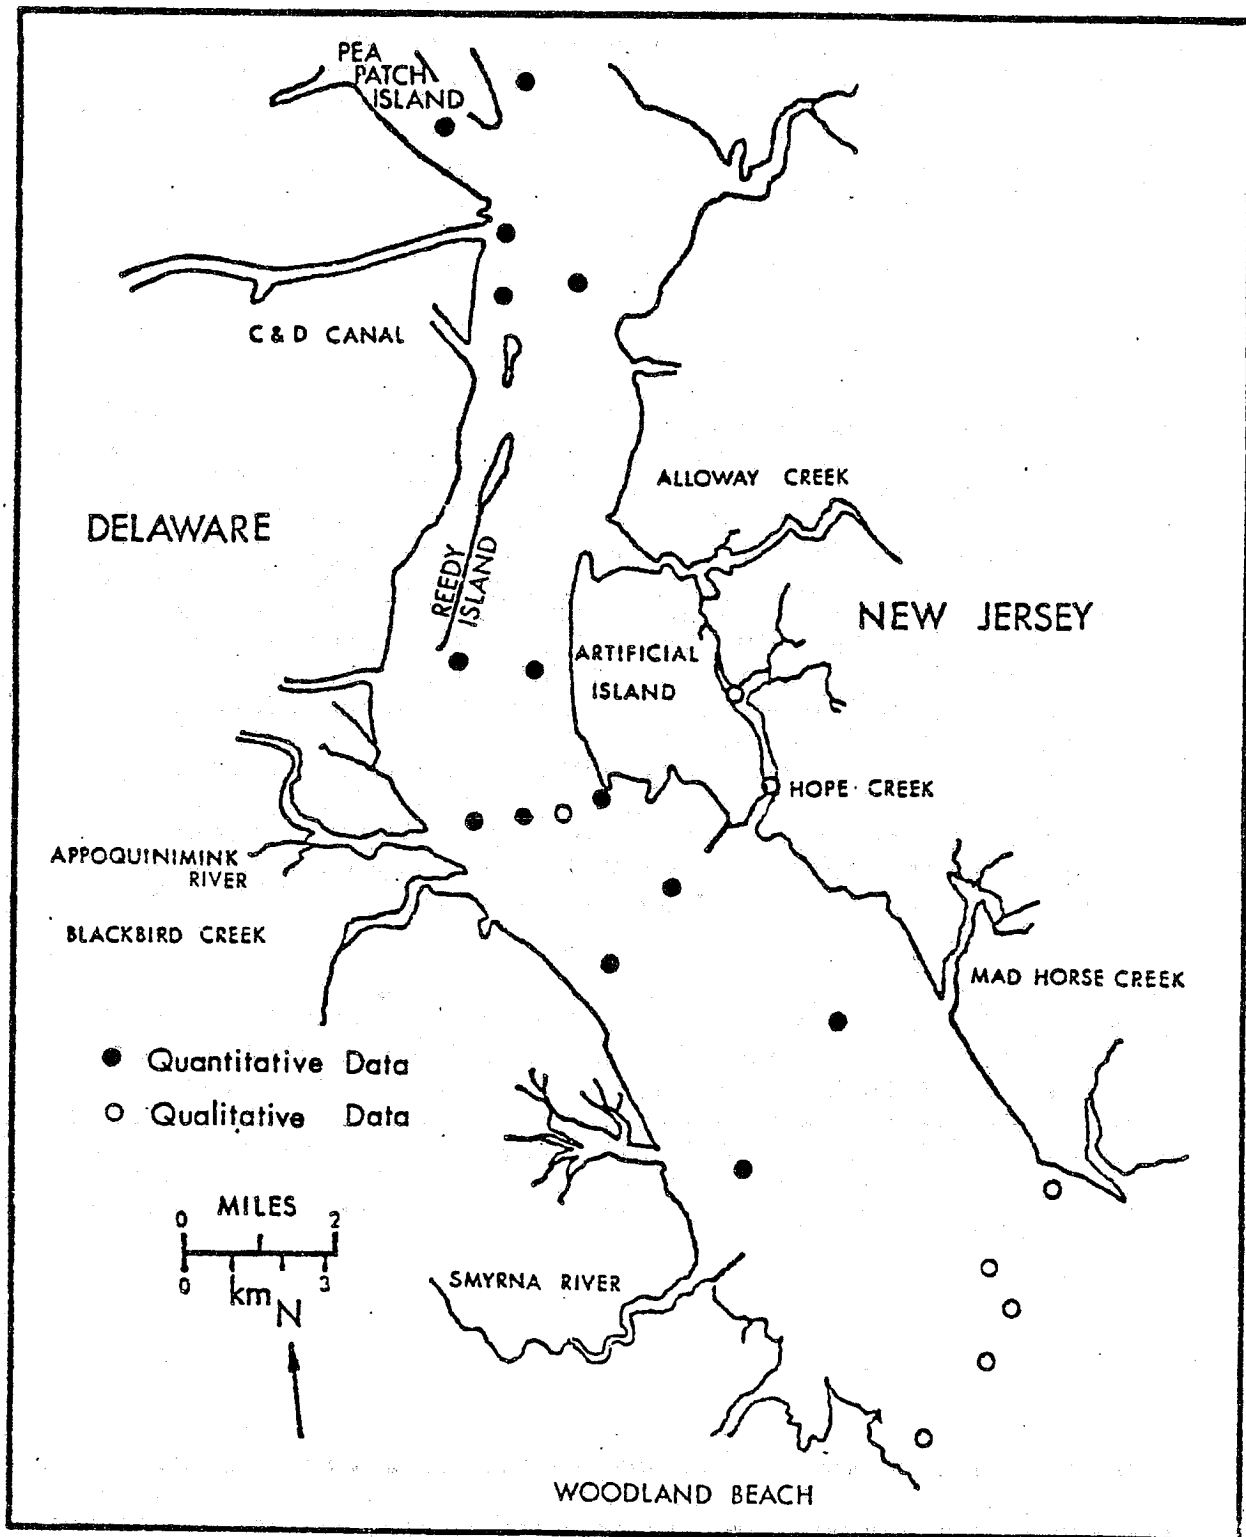 PEA
PATCH
ISLAND
C & D CANAL
ALLOWAY CREEK
DELAWARE
REEDY
ISLAND
NEW JERSEY
ARTIFICIAL
ISLAND
HOPE CREEK
APPOQUINIMINK
RIVER
BLACKBIRD CREEK
MAD HORSE CREEK
Quantitative Data
Qualitative Data
MILES
0 2
0 3
km
N
SMYRNA RIVER
WOODLAND BEACH